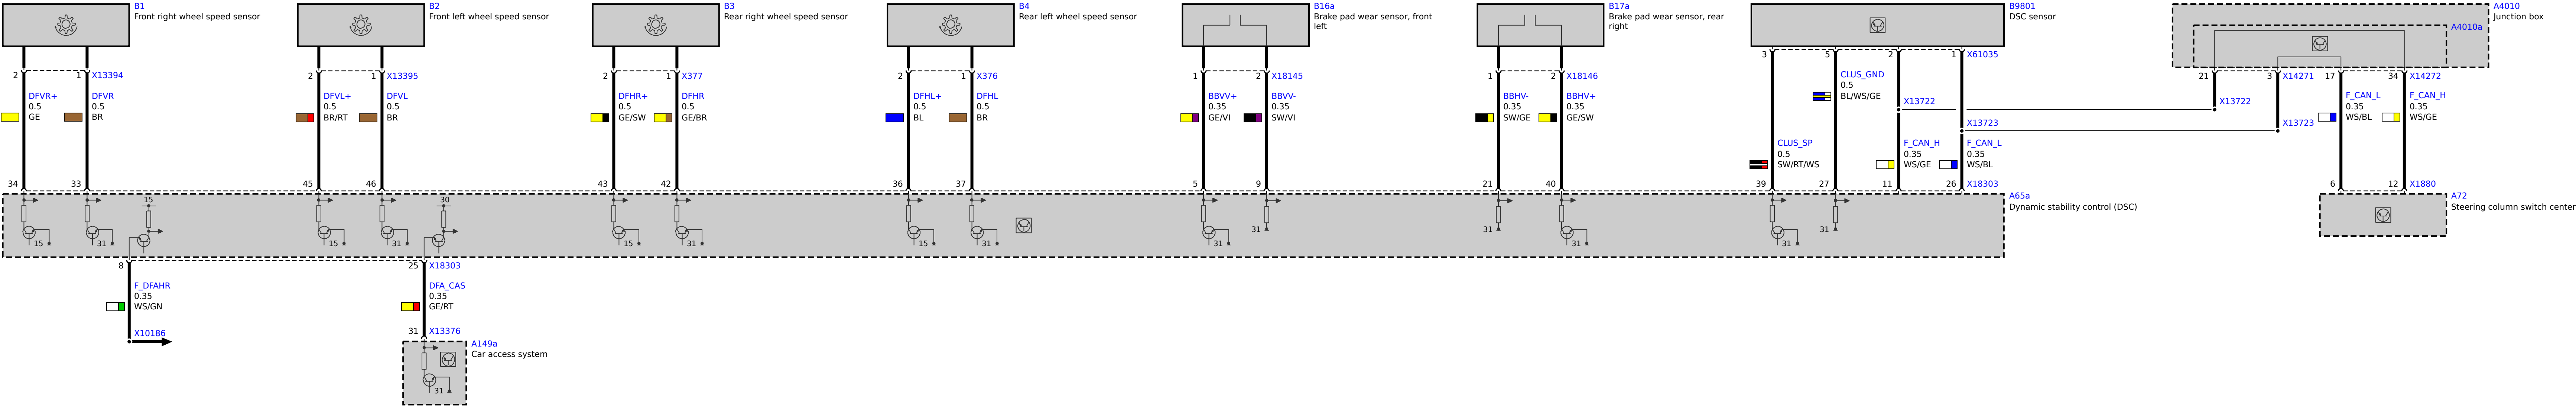 B1
Front right wheel speed sensor
B2
Front left wheel speed sensor
B3
Rear right wheel speed sensor
B4
Rear left wheel speed sensor
B16a
Brake pad wear sensor, front
left
B17a
Brake pad wear sensor, rear
right
B9801
DSC sensor
A4010
Junction box
A4010a
2 1 X13394
2 1 X13395
2 1 X377
2 1 X376
1 2 X18145
1 2 X18146
3 5 2 1 X61035
21 3 X14271 17 34 X14272
DFVR+
0.5
GE
DFVR
0.5
BR
DFVL+
0.5
BR/RT
DFVL
0.5
BR
DFHR+
0.5
GE/SW
DFHR
0.5
GE/BR
DFHL+
0.5
BL
DFHL
0.5
BR
BBVV+
0.35
GE/VI
BBVV-
0.35
SW/VI
BBHV-
0.35
SW/GE
BBHV+
0.35
GE/SW
CLUS_GND
0.5
BL/WS/GE
X13722
X13722
X13723
X13723
F_CAN_L
0.35
WS/BL
F_CAN_H
0.35
WS/GE
CLUS_SP
0.5
SW/RT/WS
F_CAN_H
0.35
WS/GE
F_CAN_L
0.35
WS/BL
34 33 45 46 43 42 36 37 5 9 21 40 39 27 11 26 X18303
6 12 X1880
A65a
Dynamic stability control (DSC)
A72
Steering column switch center
15 30
15 31 15 31 15 31 15 31 31 31 31 31 31 31
8 25 X18303
F_DFAHR
0.35
WS/GN
DFA_CAS
0.35
GE/RT
X10186
31 X13376
A149a
Car access system
31